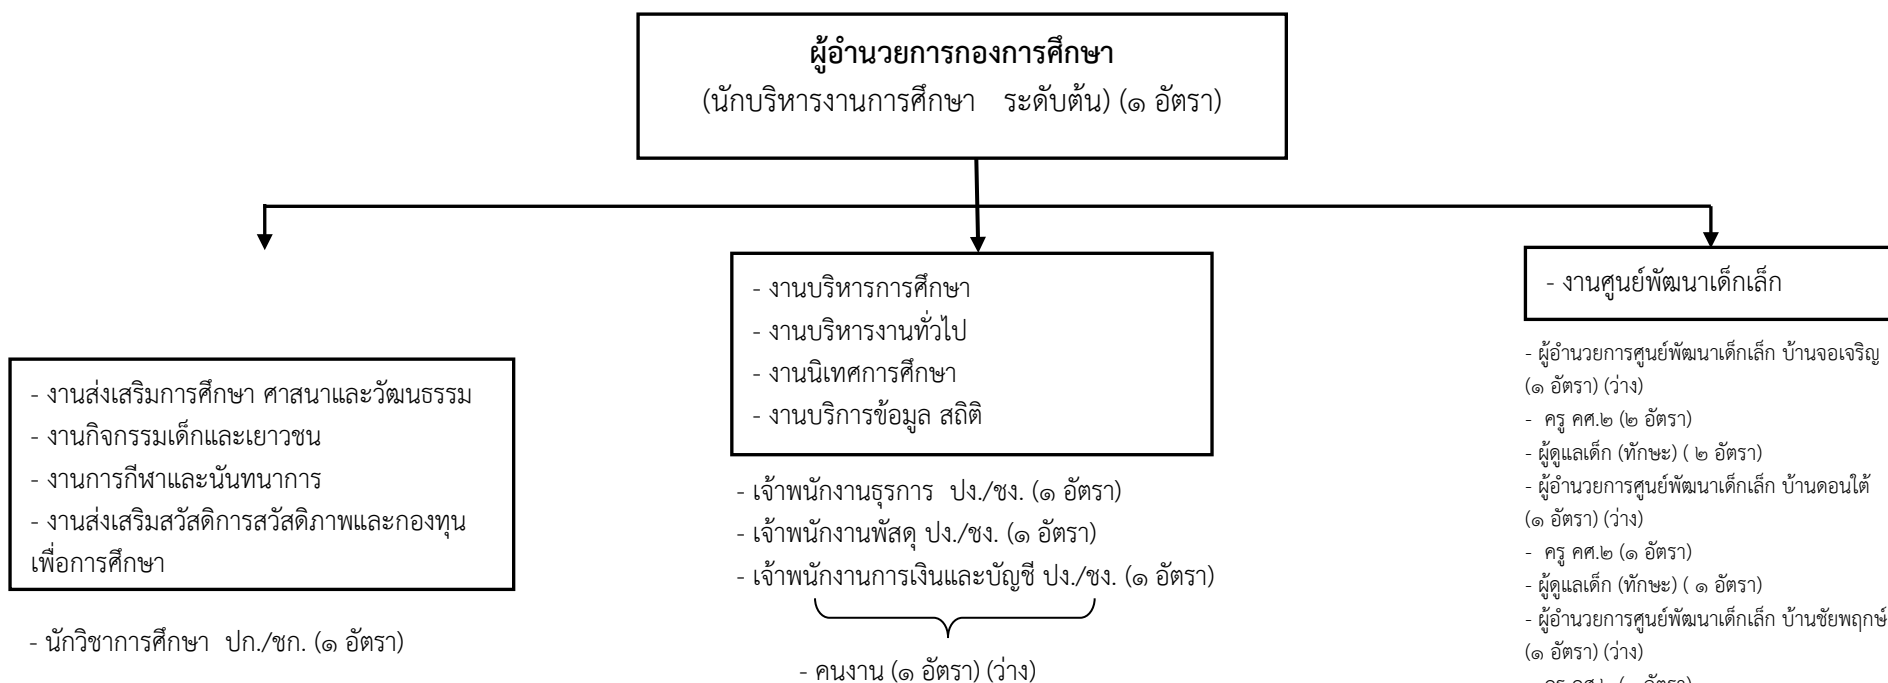 ผู้อำนวยการกองการศึกษา
(นักบริหารงานการศึกษา ระดับต้น) (๑ อัตรา)
- งานส่งเสริมการศึกษา ศาสนาและวัฒนธรรม
- งานกิจกรรมเด็กและเยาวชน
- งานการกีฬาและนันทนาการ
- งานส่งเสริมสวัสดิการสวัสดิภาพและกองทุน
เพื่อการศึกษา
- นักวิชาการศึกษา ปก./ชก. (๑ อัตรา)
- งานบริหารการศึกษา
- งานบริหารงานทั่วไป
- งานนิเทศการศึกษา
- งานบริการข้อมูล สถิติ
- เจ้าพนักงานธุรการ ปง./ชง. (๑ อัตรา)
- เจ้าพนักงานพัสดุ ปง./ชง. (๑ อัตรา)
- เจ้าพนักงานการเงินและบัญชี ปง./ชง. (๑ อัตรา)
- คนงาน (๑ อัตรา) (ว่าง)
- งานศูนย์พัฒนาเด็กเล็ก
- ผู้อำนวยการศูนย์พัฒนาเด็กเล็ก บ้านจอเจริญ
(๑ อัตรา) (ว่าง)
- ครู คศ.๒ (๒ อัตรา)
- ผู้ดูแลเด็ก (ทักษะ) ( ๒ อัตรา)
- ผู้อำนวยการศูนย์พัฒนาเด็กเล็ก บ้านดอนใต้
(๑ อัตรา) (ว่าง)
- ครู คศ.๒ (๑ อัตรา)
- ผู้ดูแลเด็ก (ทักษะ) ( ๑ อัตรา)
- ผู้อำนวยการศูนย์พัฒนาเด็กเล็ก บ้านชัยพฤกษ์
(๑ อัตรา) (ว่าง)